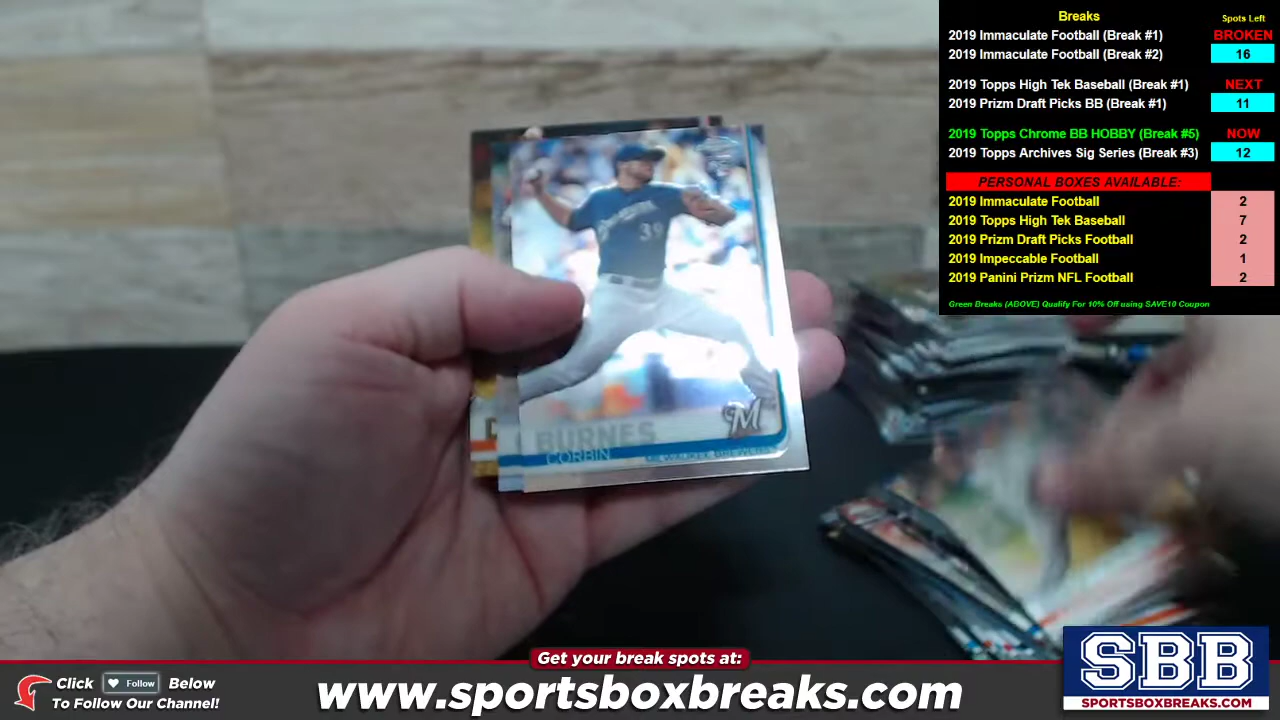 Breaks
Spots Left
2019 Immaculate Football (Break #1) BROKEN
2019 Immaculate Football (Break #2) 16
2019 Topps High Tek Baseball (Break #1) NEXT
2019 Prizm Draft Picks BB (Break #1) 11
2019 Topps Chrome BB HOBBY (Break #5) NOW
2019 Topps Archives Sig Series (Break #3) 12
PERSONAL BOXES AVAILABLE:
2019 Immaculate Football 2
2019 Topps High Tek Baseball 7
2019 Prizm Draft Picks Football 2
2019 Impeccable Football 1
2019 Panini Prizm NFL Football 2
Green Breaks (ABOVE) Qualify For 10% Off using SAVE10 Coupon
39
M
BURNES
CORBIN
MILWAUKEE BREWERS
Get your break spots at:
Click Follow Below
To Follow Our Channel!
www.sportsboxbreaks.com
SBB
SPORTSBOXBREAKS.COM